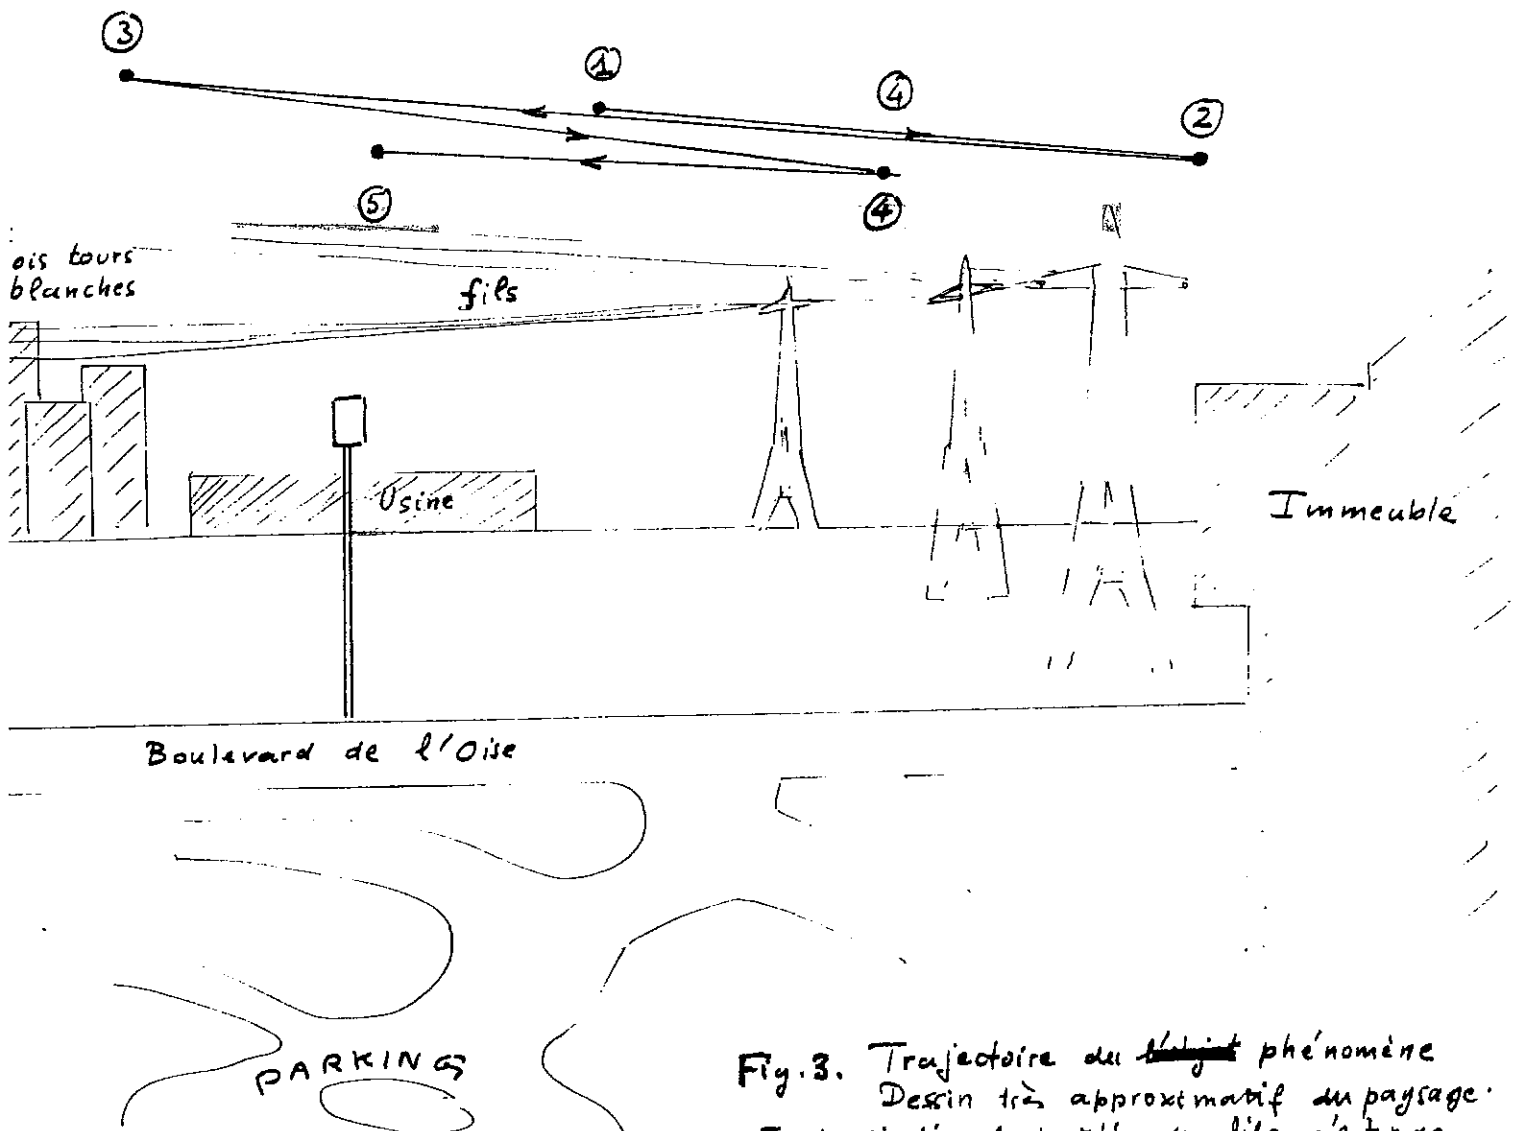 ③
①
④
②
⑤
④
ois tours
blanches
fils
Usine
Immeuble
Boulevard de l'Oise
PARKING
Fig.3. Trajectoire du phénomène
Dessin très approximatif du paysage.